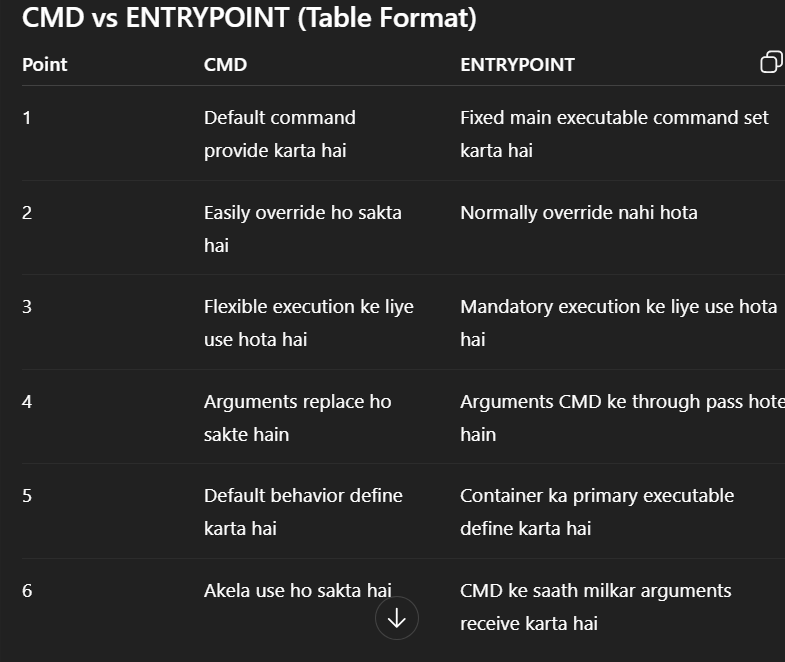 CMD vs ENTRYPOINT (Table Format)
Point CMD ENTRYPOINT
1 Default command Fixed main executable command set
provide karta hai karta hai
2 Easily override ho sakta Normally override nahi hota
hai
3 Flexible execution ke liye Mandatory execution ke liye use hota
use hota hai hai
4 Arguments replace ho Arguments CMD ke through pass hote
sakte hain hain
5 Default behavior define Container ka primary executable
karta hai define karta hai
6 Akela use ho sakta hai CMD ke saath milkar arguments
receive karta hai